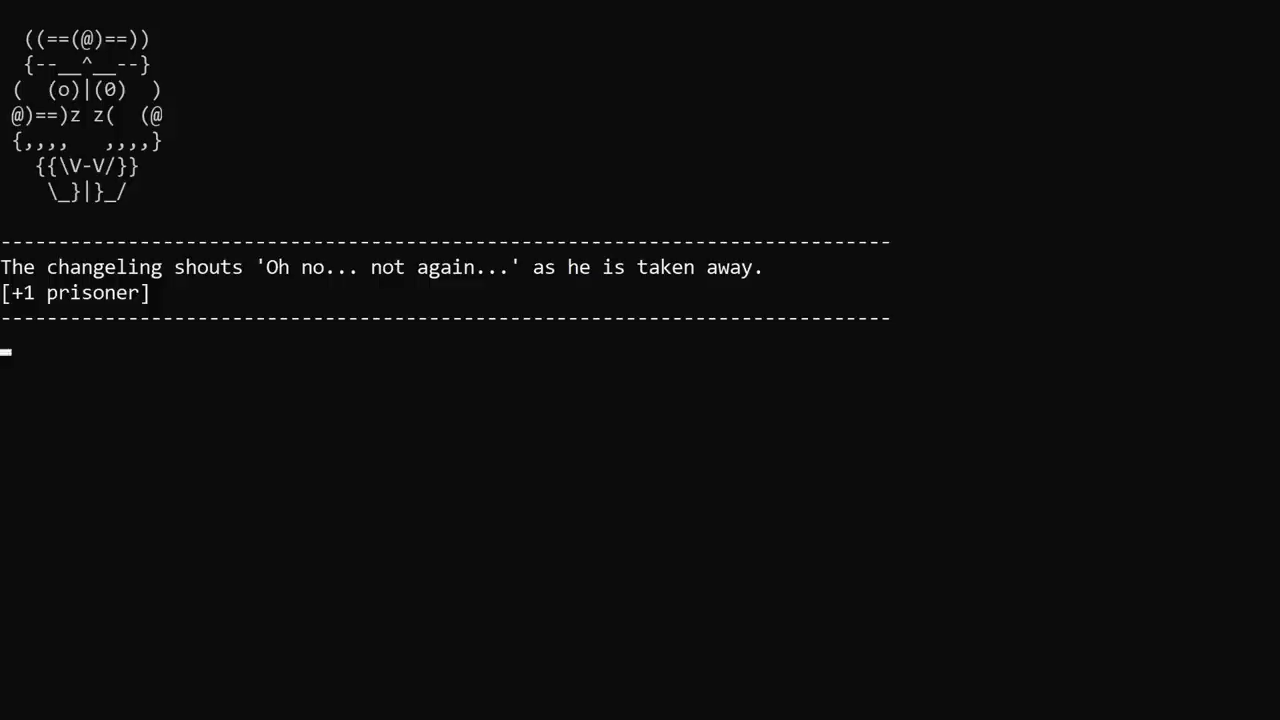 ((==(@)==))
{--__^__--}
(  (o)|(0)  )
@)==)z z(  (@
{,,,,   ,,,,}
{{\V-V/}}
\_}|}_/
-----------------------------------------------------------------------------
The changeling shouts 'Oh no... not again...' as he is taken away.
[+1 prisoner]
-----------------------------------------------------------------------------